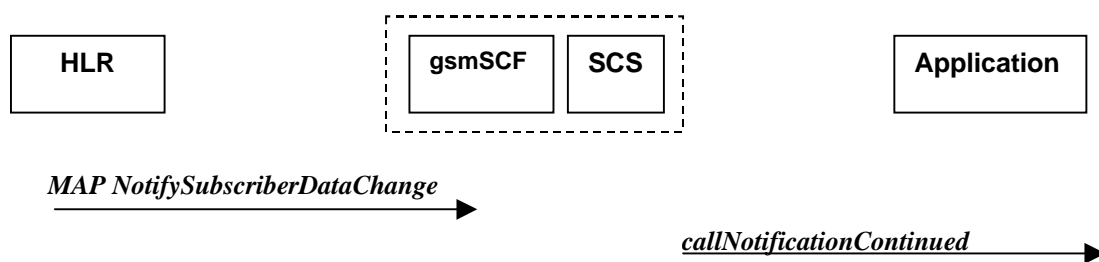 HLR
gsmSCF
SCS
Application
MAP NotifySubscriberDataChange
callNotificationContinued